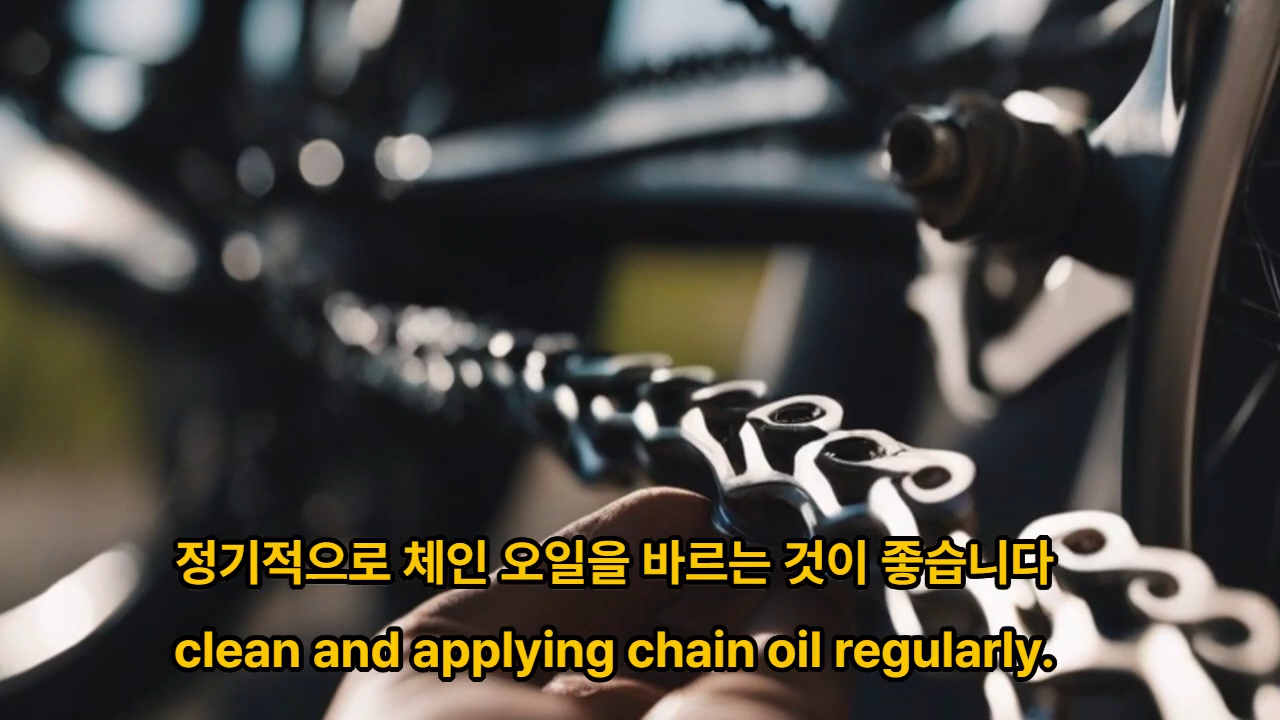 정기적으로 체인 오일을 바르는 것이 좋습니다
clean and applying chain oil regularly.